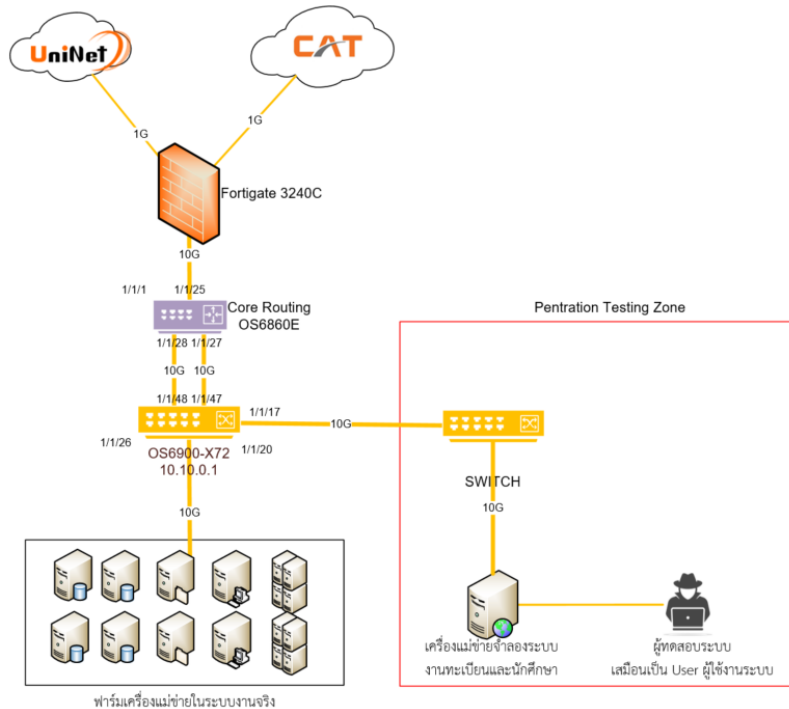 UniNet
CAT
1G
1G
Fortigate 3240C
10G
1/1/1
1/1/25
Core Routing
OS6860E
Pentration Testing Zone
1/1/28
1/1/27
10G
10G
1/1/48
1/1/47
1/1/17
10G
1/1/26
1/1/20
OS6900-X72
10.10.0.1
SWITCH
10G
10G
เครื่องแม่ข่ายจำลองระบบ
งานทะเบียนและนักศึกษา
ผู้ทดสอบระบบ
เสมือนเป็น User ผู้ใช้งานระบบ
ฟาร์มเครื่องแม่ข่ายในระบบงานจริง